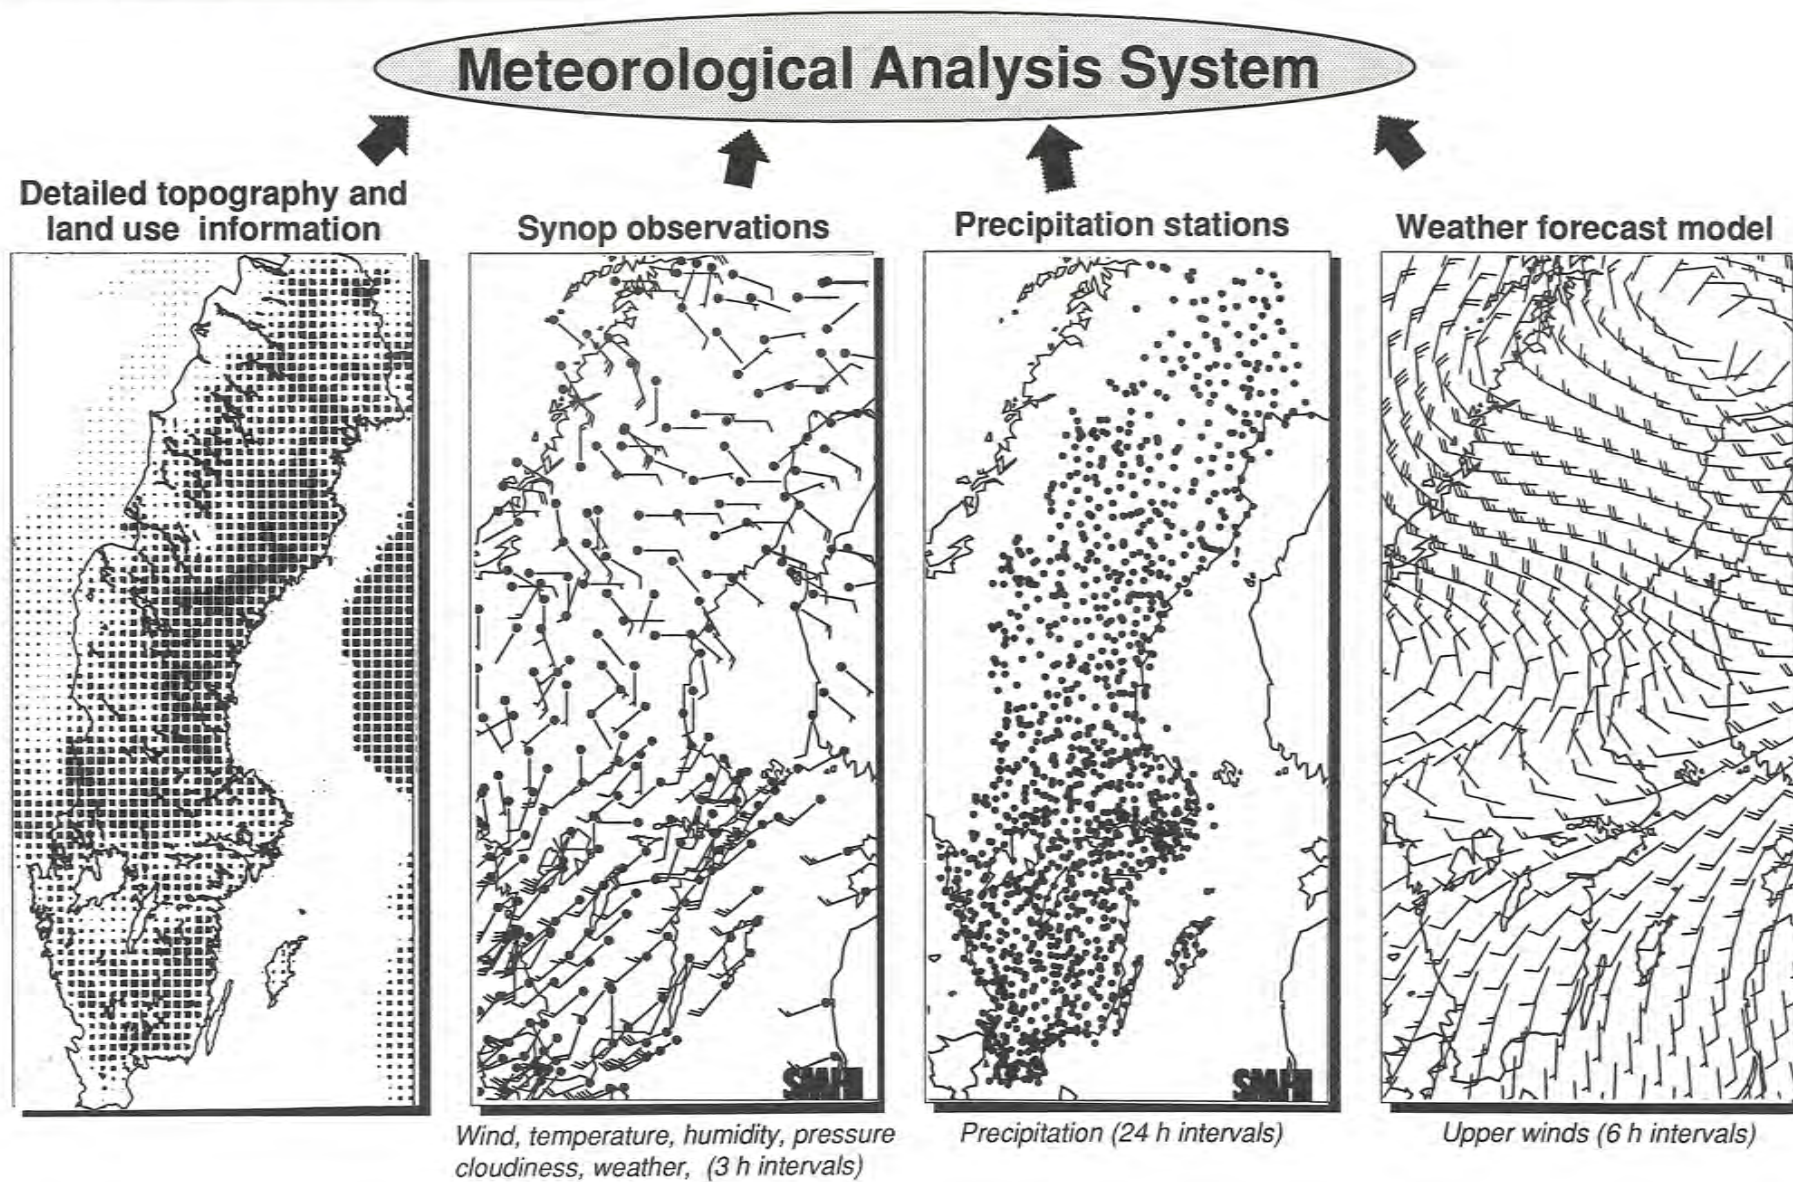 Meteorological Analysis System
Detailed topography and
land use information
Synop observations
Precipitation stations
Weather forecast model
SMHI
SMHI
Wind, temperature, humidity, pressure
cloudiness, weather, (3 h intervals)
Precipitation (24 h intervals)
Upper winds (6 h intervals)